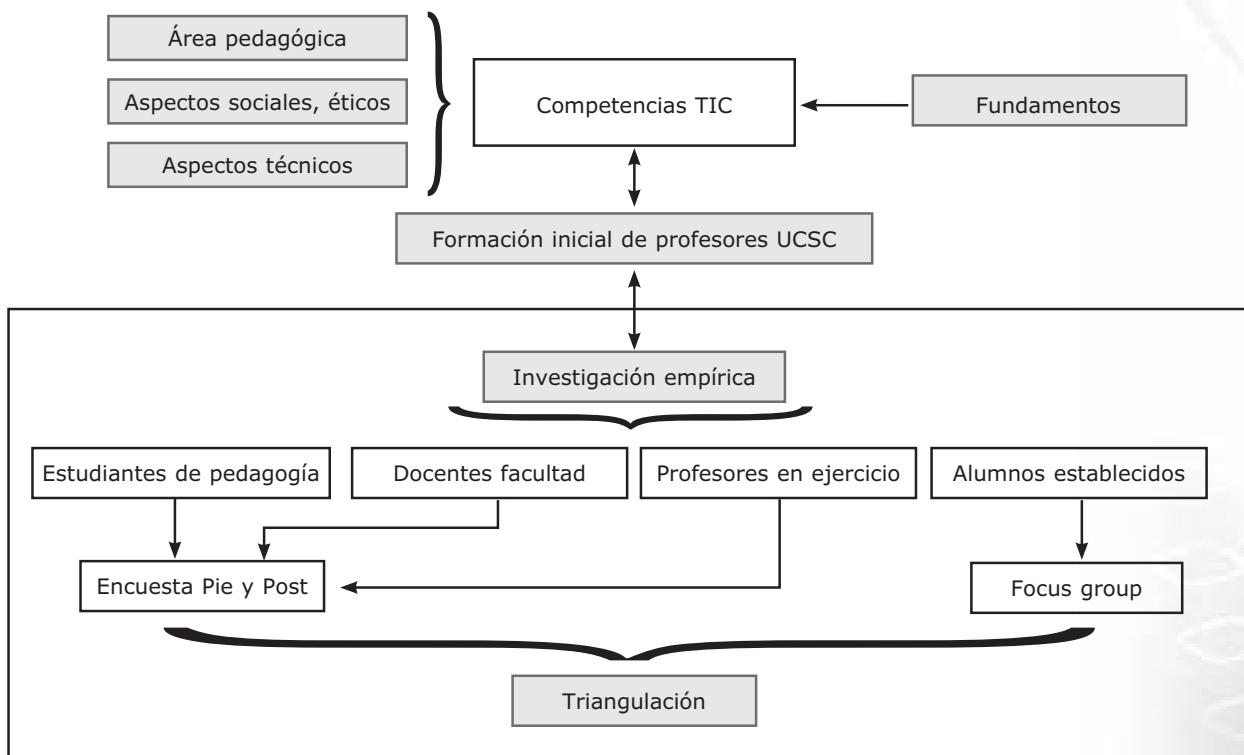 Área pedagógica
Aspectos sociales, éticos
Aspectos técnicos
Competencias TIC
Fundamentos
Formación inicial de profesores UCSC
Investigación empírica
Estudiantes de pedagogía
Docentes facultad
Profesores en ejercicio
Alumnos establecidos
Encuesta Pie y Post
Focus group
Triangulación